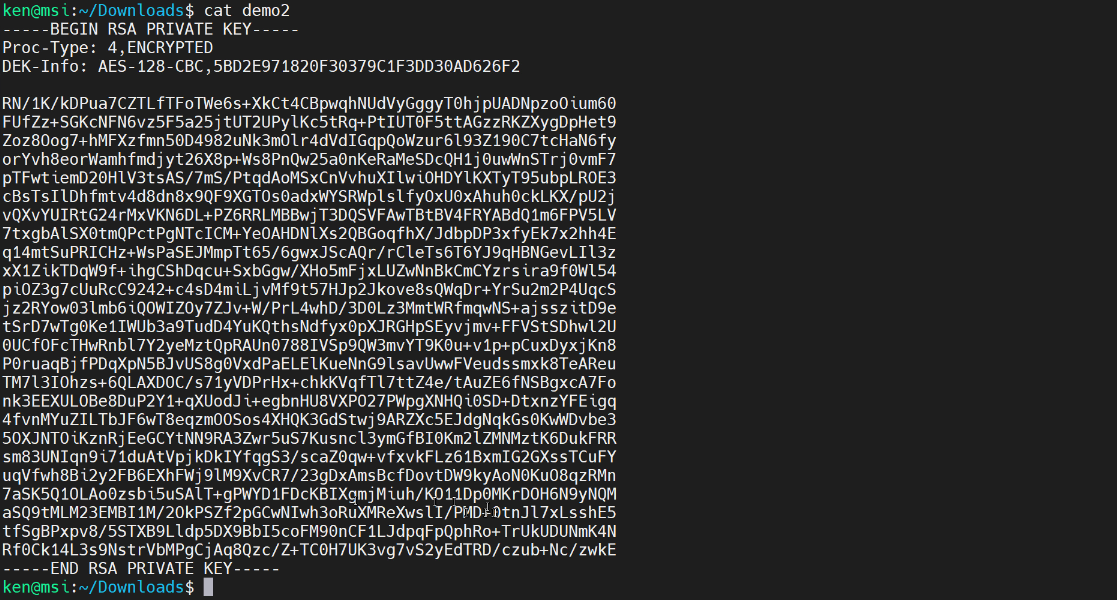 ken@msi:~/Downloads$ cat demo2
-----BEGIN RSA PRIVATE KEY-----
Proc-Type: 4,ENCRYPTED
DEK-Info: AES-128-CBC,5BD2E971820F30379C1F3DD30AD626F2
RN/1K/kDPua7CZTLfTFoTWe6s+XkCt4CBpwqhNUdVyGggyT0hjpUADNpzoOium60
FUfZz+SGKcNFN6vz5F5a25jtUT2UPylKc5tRq+PtIUT0F5ttAGzzRKZXygDpHet9
Zoz8Oog7+hMFXzfmn50D4982uNk3mOlr4dVdIGqpQoWzur6l93Z190C7tcHaN6fy
orYvh8eorWamhfmdjyt26X8p+Ws8PnQw25a0nKeRaMeSDcQH1j0uwWnSTrj0vmF7
pTFwtiemD20HlV3tsAS/7mS/PtqdAoMSxCnVvhuXIlwiOHDYlKXTyT95ubpLROE3
cBsTsIlDhfmtv4d8dn8x9QF9XGTOs0adxWYSRWplslfyOxU0xAhuh0ckLKX/pU2j
vQXvYUIRtG24rMxVKN6DL+PZ6RRLMBBwjT3DQSVFAwTBtBV4FRYABdQ1m6FPV5LV
7txgbAlSX0tmQPctPgNTcICM+YeOAHDNlXs2QBGoqfhX/JdbpDP3xfyEk7x2hh4E
q14mtSuPRICHz+WsPaSEJMmpTt65/6gwxJScAQr/rCleTs6T6YJ9qHBNGevLIl3z
xX1ZikTDqW9f+ihgCShDqcu+SxbGgw/XHo5mFjxLUZwNnBkCmCYzrsira9f0Wl54
piOZ3g7cUuRcC9242+c4sD4miLjvMf9t57HJp2Jkove8sQWqDr+YrSu2m2P4UqcS
jz2RYow03lmb6iQOWIZOy7ZJv+W/PrL4whD/3D0Lz3MmtWRfmqwNS+ajsszitD9e
tSrD7wTg0Ke1IWUb3a9TudD4YuKQthsNdfyx0pXJRGHpSEyvjmv+FFVStSDhwl2U
0UCfOFcTHwRnbl7Y2yeMztQpRAUn0788IVSp9QW3mvYT9K0u+v1p+pCuxDyxjKn8
P0ruaqBjfPDqXpN5BJvUS8g0VxdPaELElKueNnG9lsavUwwFVeudssmxk8TeAReu
TM7l3IOhzs+6QLAXDOC/s71yVDPrHx+chkKVqfTl7ttZ4e/tAuZE6fNSBgxcA7Fo
nk3EEXULOBe8DuP2Y1+qXUodJi+egbnHU8VXPO27PWpgXNHQi0SD+DtxnzYFEigq
4fvnMYuZILTbJF6wT8eqzmOOSos4XHQK3GdStwj9ARZXc5EJdgNqkGs0KwWDvbe3
5OXJNTOiKznRjEeGCYtNN9RA3Zwr5uS7Kusncl3ymGfBI0Km2lZMNMztK6DukFRR
sm83UNIqn9i71duAtVpjkDkIYfqgS3/scaZ0qw+vfxvkFLz61BxmIG2GXssTCuFY
uqVfwh8Bi2y2FB6EXhFWj9lM9XvCR7/23gDxAmsBcfDovtDW9kyAoN0KuO8qzRMn
7aSK5Q1OLAo0zsbi5uSAlT+gPWYD1FDcKBIXgmjMiuh/KO11Dp0MKrDOH6N9yNQM
aSQ9tMLM23EMBI1M/2OkPSZf2pGCwNIwh3oRuXMReXwslI/PMD+DtnJl7xLsshE5
tfSgBPxpv8/5STXB9Lldp5DX9BbI5coFM90nCF1LJdpqFpQphRo+TrUkUDUNmK4N
Rf0Ck14L3s9NstrVbMPgCjAq8Qzc/Z+TC0H7UK3vg7vS2yEdTRD/czub+Nc/zwkE
-----END RSA PRIVATE KEY-----
ken@msi:~/Downloads$